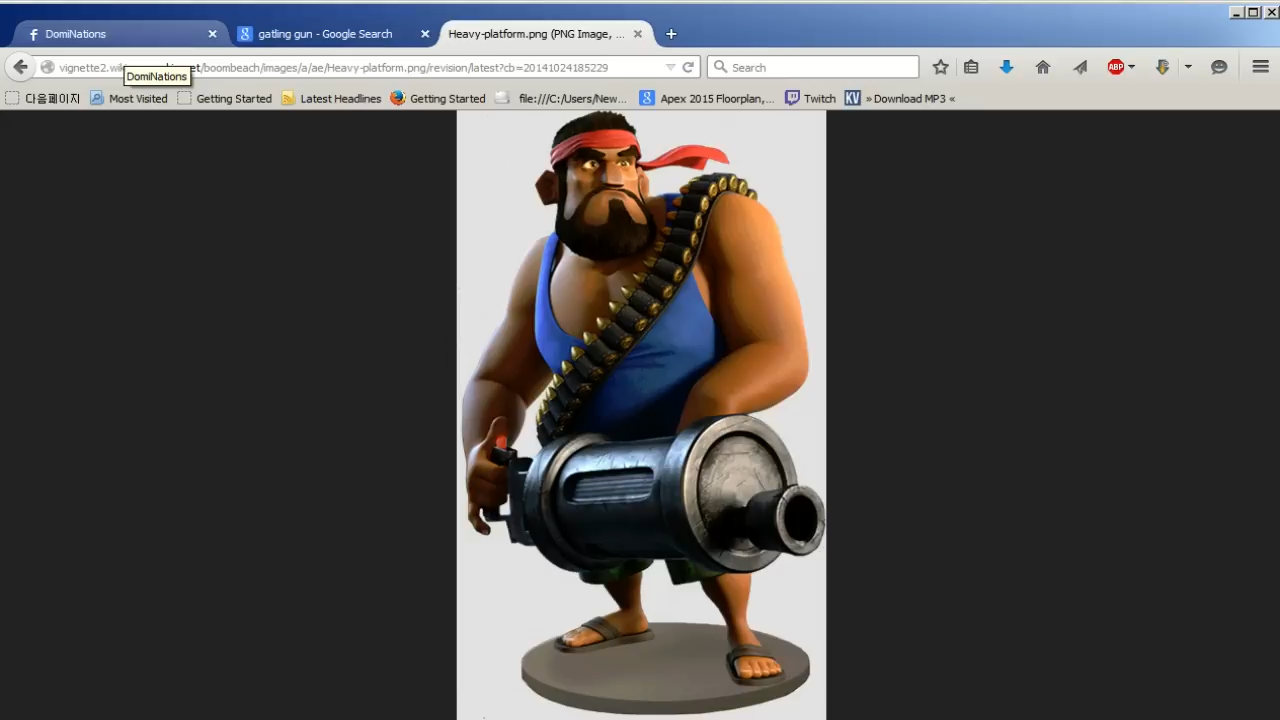 DomiNations
gatling gun - Google Search
Heavy-platform.png (PNG Image, ...
vignette2.wik
et/boombeach/images/a/ae/Heavy-platform.png/revision/latest?cb=20141024185229
Search
ABP
DomiNations
다음페이지
Most Visited
Getting Started
Latest Headlines
Getting Started
file:///C:/Users/New...
Apex 2015 Floorplan,...
Twitch
KV
» Download MP3 «